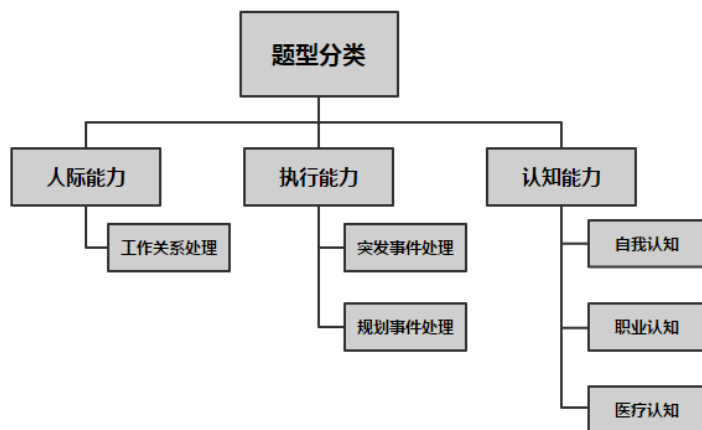 题型分类
人际能力
执行能力
认知能力
工作关系处理
突发事件处理
自我认知
规划事件处理
职业认知
医疗认知